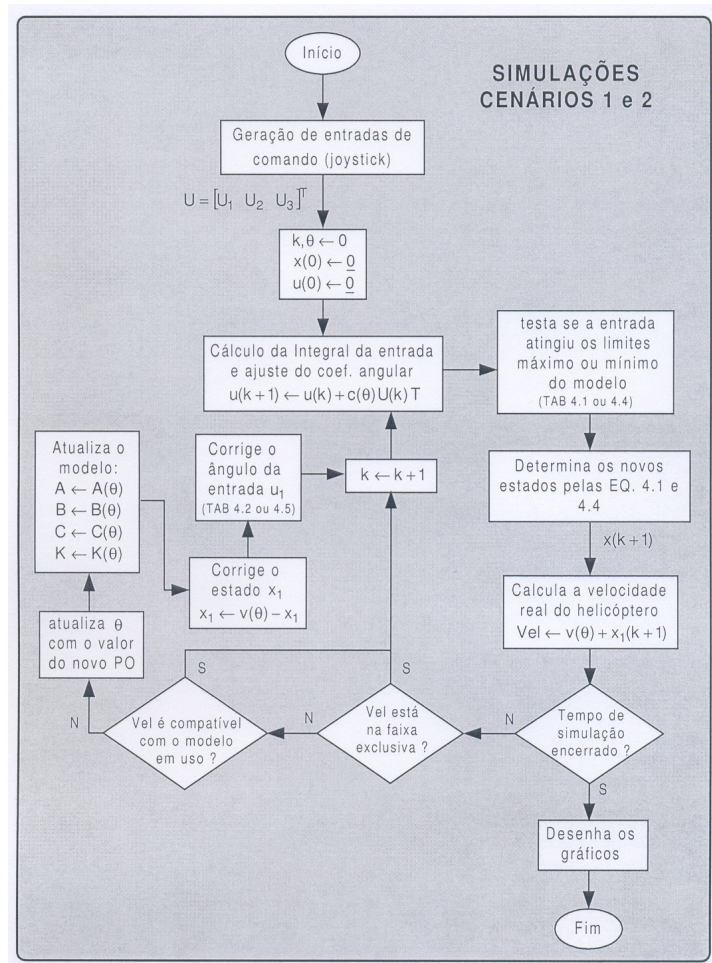 Início
SIMULAÇÕES
CENÁRIOS 1 e 2
Geração de entradas de
comando (joystick)
U = [U₁ U₂ U₃]ᵀ
k,θ ← 0
x(0) ← 0
u(0) ← 0
Cálculo da Integral da entrada
e ajuste do coef. angular
u(k+1) ← u(k)+c(θ)U(k)T
testa se a entrada
atingiu os limites
máximo ou mínimo
do modelo
(TAB 4.1 ou 4.4)
Determina os novos
estados pelas EQ. 4.1 e
4.4
x(k+1)
Calcula a velocidade
real do helicóptero
Vel ← v(θ)+x₁(k+1)
Tempo de
simulação
encerrado ?
N
S
Desenha os
gráficos
Fim
Vel está
na faixa
exclusiva ?
S
N
Vel é compatível
com o modelo
em uso ?
S
N
atualiza θ
com o valor
do novo PO
Atualiza o
modelo:
A ← A(θ)
B ← B(θ)
C ← C(θ)
K ← K(θ)
Corrige o
estado x₁
x₁ ← v(θ) – x₁
Corrige o
ângulo da
entrada u₁
(TAB 4.2 ou 4.5)
k ← k+1